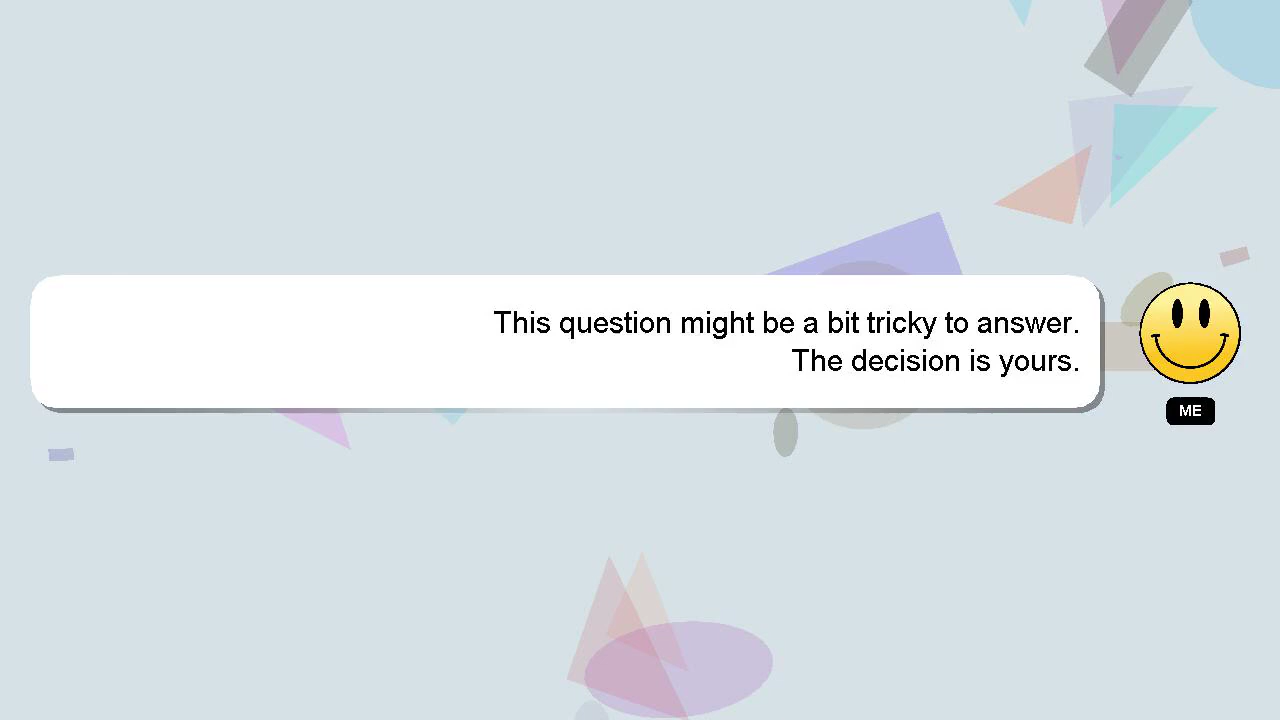 This question might be a bit tricky to answer.
The decision is yours.
ME